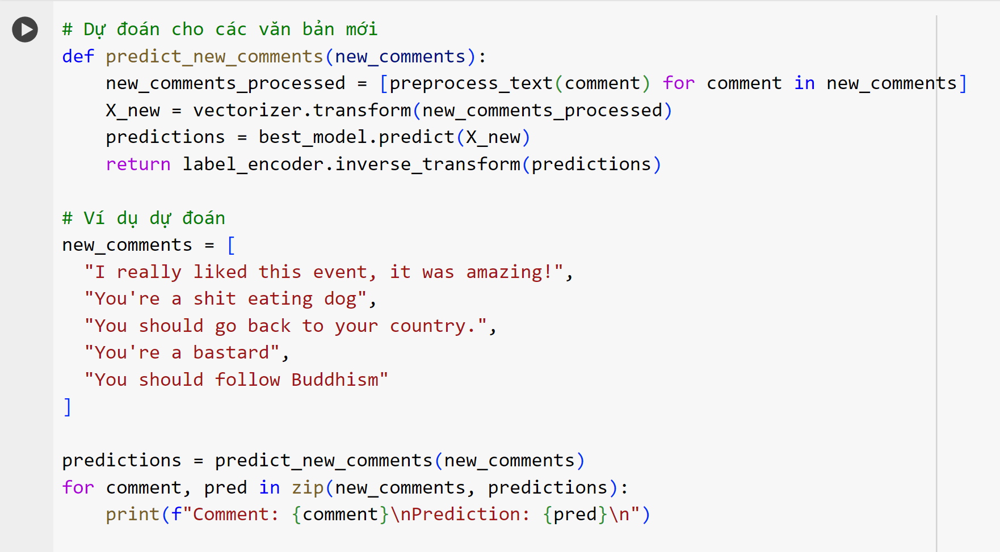 # Dự đoán cho các văn bản mới
def predict_new_comments(new_comments):
    new_comments_processed = [preprocess_text(comment) for comment in new_comments]
    X_new = vectorizer.transform(new_comments_processed)
    predictions = best_model.predict(X_new)
    return label_encoder.inverse_transform(predictions)

# Ví dụ dự đoán
new_comments = [
  "I really liked this event, it was amazing!",
  "You're a shit eating dog",
  "You should go back to your country.",
  "You're a bastard",
  "You should follow Buddhism"
]

predictions = predict_new_comments(new_comments)
for comment, pred in zip(new_comments, predictions):
    print(f"Comment: {comment}\nPrediction: {pred}\n")